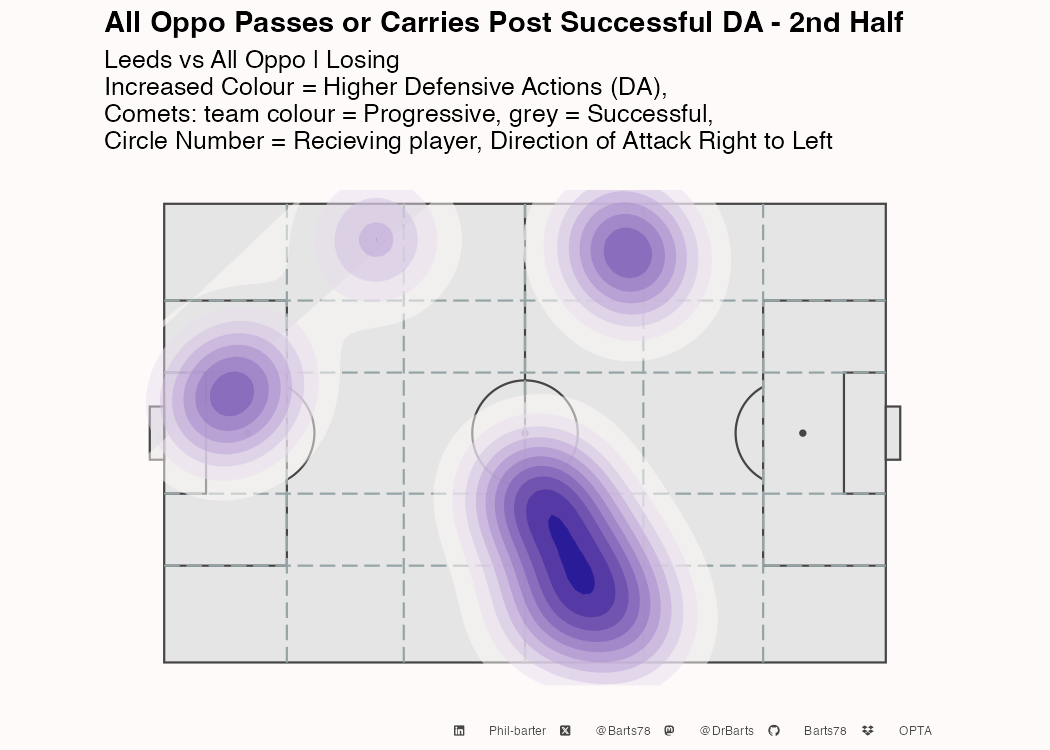 All Oppo Passes or Carries Post Successful DA - 2nd Half
Leeds vs All Oppo | Losing
Increased Colour = Higher Defensive Actions (DA),
Comets: team colour = Progressive, grey = Successful,
Circle Number = Recieving player, Direction of Attack Right to Left
Phil-barter @Barts78 @DrBarts Barts78 OPTA